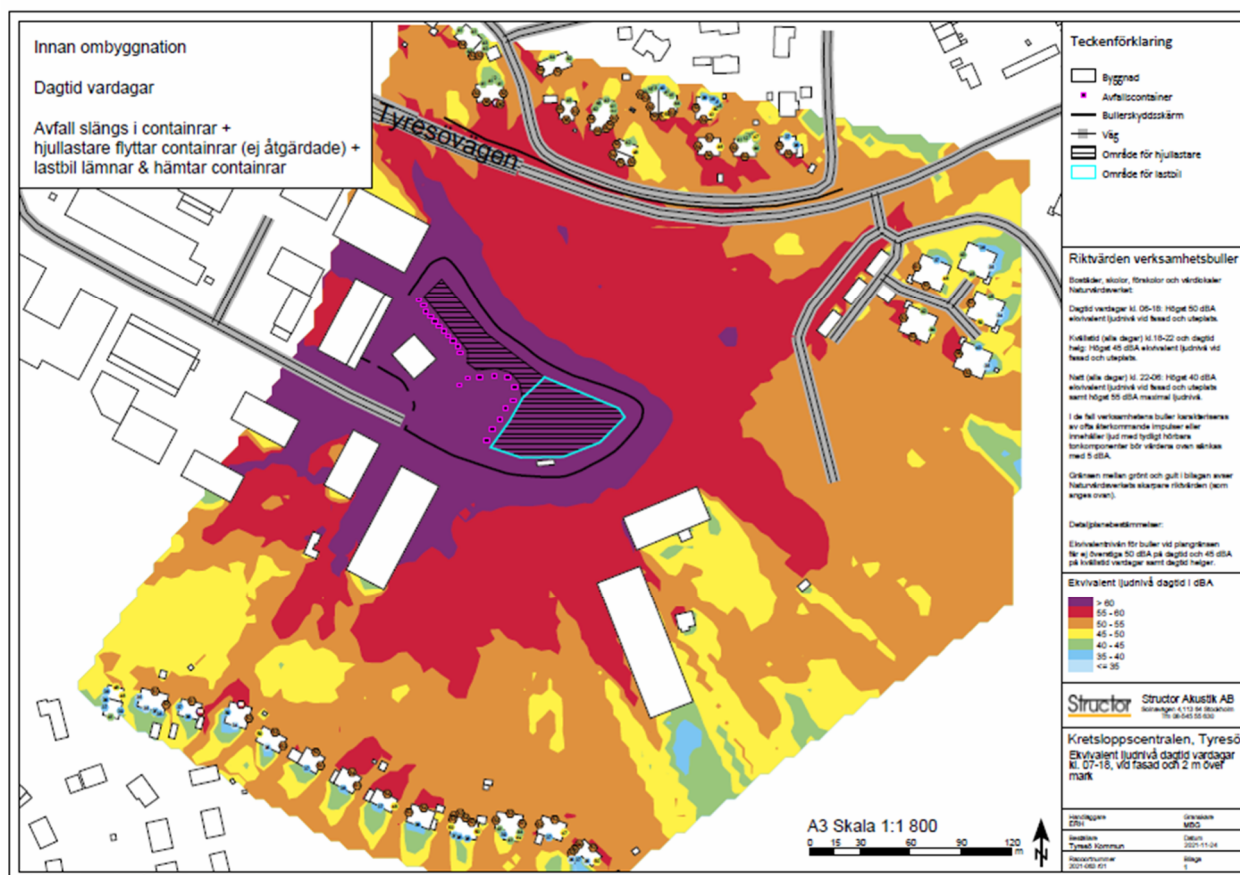 Innan ombyggnation
Dagtid vardagar
Avfall slängs i containrar +
hjullastare flyttar containrar (ej åtgärdade) +
lastbil lämnar & hämtar containrar
Tyresövägen
A3 Skala 1:1 800
0 15 30 60 90 120
m
N
Teckenförklaring
Byggnad
Avfallscontainer
Bullerskyddsskärm
Väg
Område för hjullastare
Område för lastbil
Riktvärden verksamhetsbuller
Bostäder, skolor, förskolor och vårdlokaler
Naturvårdsverket:
Dagtid vardagar kl. 06-18: Högst 50 dBA
ekvivalent ljudnivå vid fasad och uteplats.
Kvällstid (alla dagar) kl.18-22 och dagtid
helg: Högst 45 dBA ekvivalent ljudnivå vid
fasad och uteplats.
Natt (alla dagar) kl. 22-06: Högst 40 dBA
ekvivalent ljudnivå vid fasad och uteplats
samt högst 55 dBA maximal ljudnivå.
I de fall verksamhetens buller karakteriseras
av ofta återkommande impulser eller
innehåller ljud med tydligt hörbara
tonkomponenter bör värdena ovan sänkas
med 5 dBA.
Gränsen mellan grönt och gult i bilagan avser
Naturvårdsverkets skarpare riktvärden (som
anges ovan).
Detaljplanebestämmelser:
Ekvivalentnivån för buller vid plangränsen
får ej överstiga 50 dBA på dagtid och 45 dBA
på kvällstid vardagar samt dagtid helger.
Ekvivalent ljudnivå dagtid i dBA
> 60
55 - 60
50 - 55
45 - 50
40 - 45
35 - 40
<= 35
Structor
Structor Akustik AB
Kretsloppscentralen, Tyresö
Ekvivalent ljudnivå dagtid vardagar
kl. 07-18, vid fasad och 2 m över
mark
Handläggare
Granskare
MBG
Beställare
Tyresö Kommun
Datum
2021-11-24
Rapportnummer
Bilaga
1